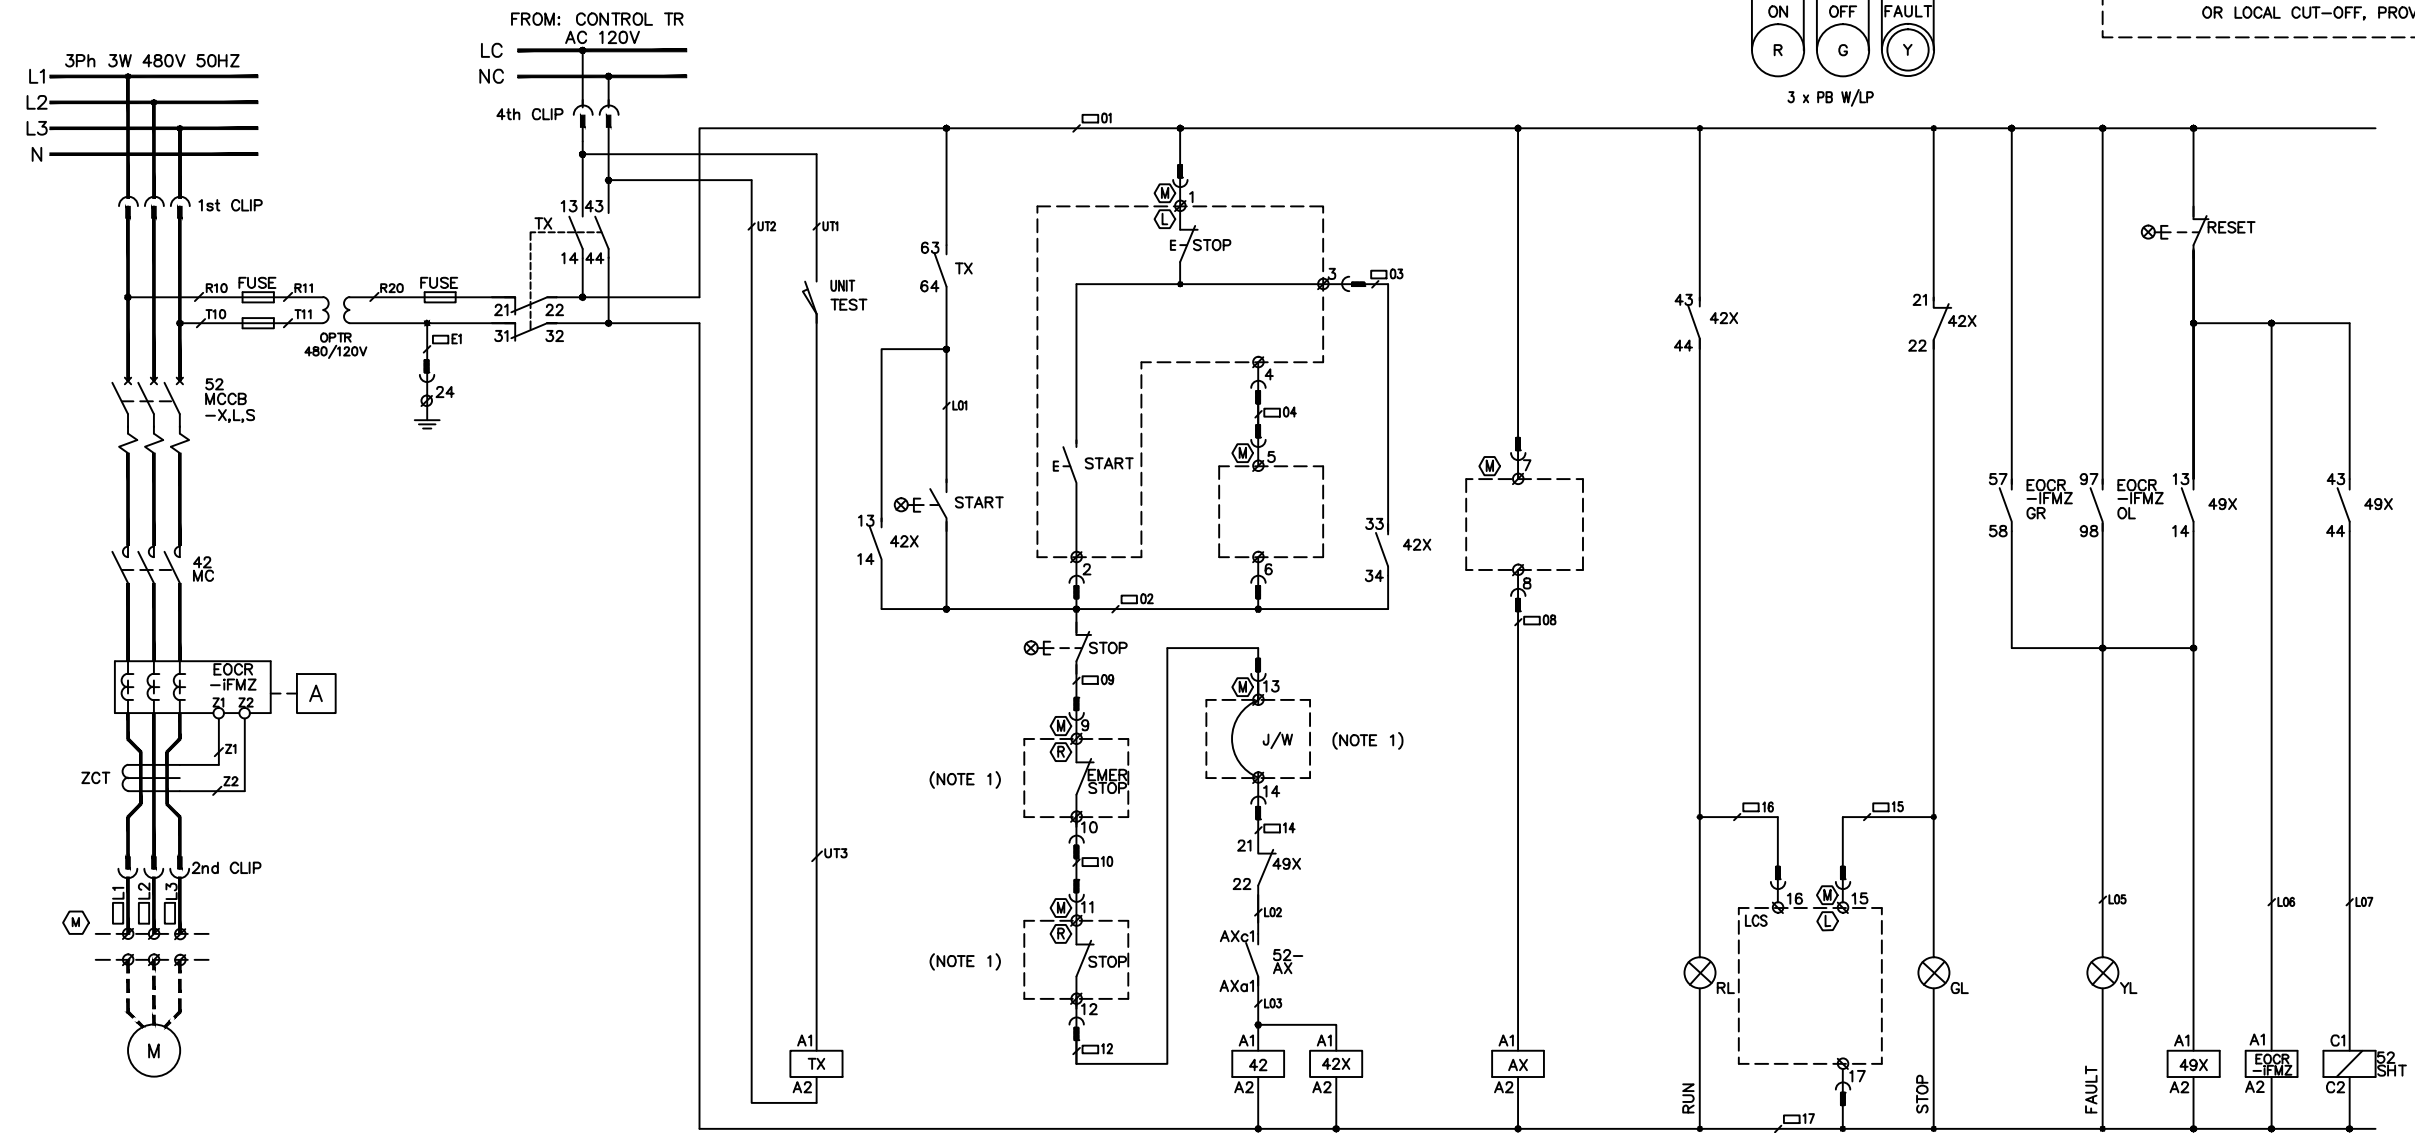 FROM: CONTROL TR
AC 120V
LC
NC
4th CLIP
3Ph 3W 480V 50HZ
L1
L2
L3
N
1st CLIP
R10
FUSE
R11
R20
FUSE
T10
T11
OPTR
480/120V
E1
24
TX
13 43
14 44
21
22
31
32
52
MCCB
-X,L,S
42
MC
EOCR
-iFMZ
Z1
Z2
A
Z1
ZCT
Z2
2nd CLIP
L1
L2
L3
M
M
UT2
UT1
UNIT
TEST
UT3
A1
TX
A2
01
63
TX
64
L01
START
13
42X
14
M
1
L
E
STOP
3
03
4
04
M
5
6
E
START
2
33
42X
34
02
E
STOP
09
M
9
R
(NOTE 1)
EMER
STOP
10
10
M
11
R
(NOTE 1)
STOP
12
12
M
13
J/W
(NOTE 1)
14
14
21
49X
22
L02
AXc1
52-
AX
AXa1
L03
A1
42
A2
A1
42X
A2
M
7
8
08
A1
AX
A2
ON
OFF
FAULT
R
G
Y
3 x PB W/LP
OR LOCAL CUT-OFF, PROV
43
42X
44
16
15
16
M
15
LCS
L
17
17
RL
RUN
21
42X
22
GL
STOP
57
EOCR
-iFMZ
GR
58
97
EOCR
-iFMZ
OL
98
L05
YL
FAULT
E
RESET
13
49X
14
43
49X
44
L06
L07
A1
49X
A2
A1
EOCR
-iFMZ
A2
C1
52
SHT
C2